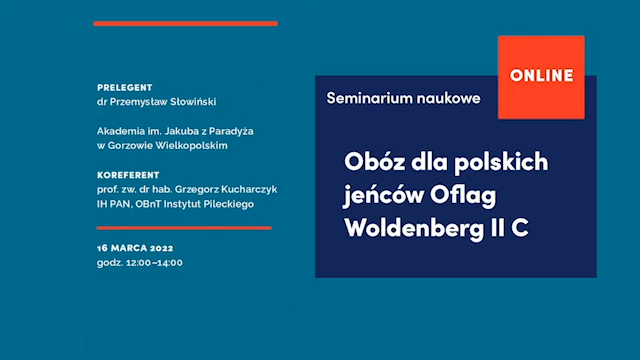 PRELEGENT
dr Przemysław Słowiński
Akademia im. Jakuba z Paradyża
w Gorzowie Wielkopolskim
KOREFERENT
prof. zw. dr hab. Grzegorz Kucharczyk
IH PAN, OBnT Instytut Pileckiego
16 MARCA 2022
godz. 12:00–14:00
ONLINE
Seminarium naukowe
Obóz dla polskich
jeńców Oflag
Woldenberg II C